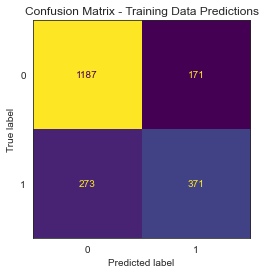 Confusion Matrix - Training Data Predictions
0
1187
171
True label
1
273
371
0
1
Predicted label